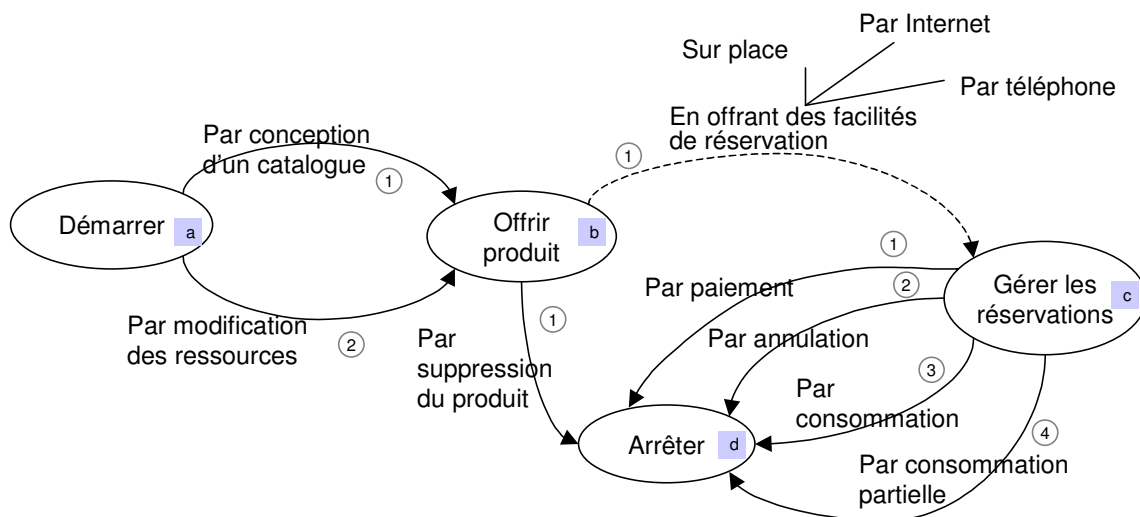 Par Internet
Sur place
Par téléphone
En offrant des facilités
de réservation
1
Par conception
d'un catalogue
1
Démarrer a
Offrir
produit
b
1
Gérer les
réservations
c
Par paiement
2
Par modification
des ressources
2
Par
suppression
du produit
1
Par annulation
3
Par
consommation
Arrêter d
4
Par consommation
partielle